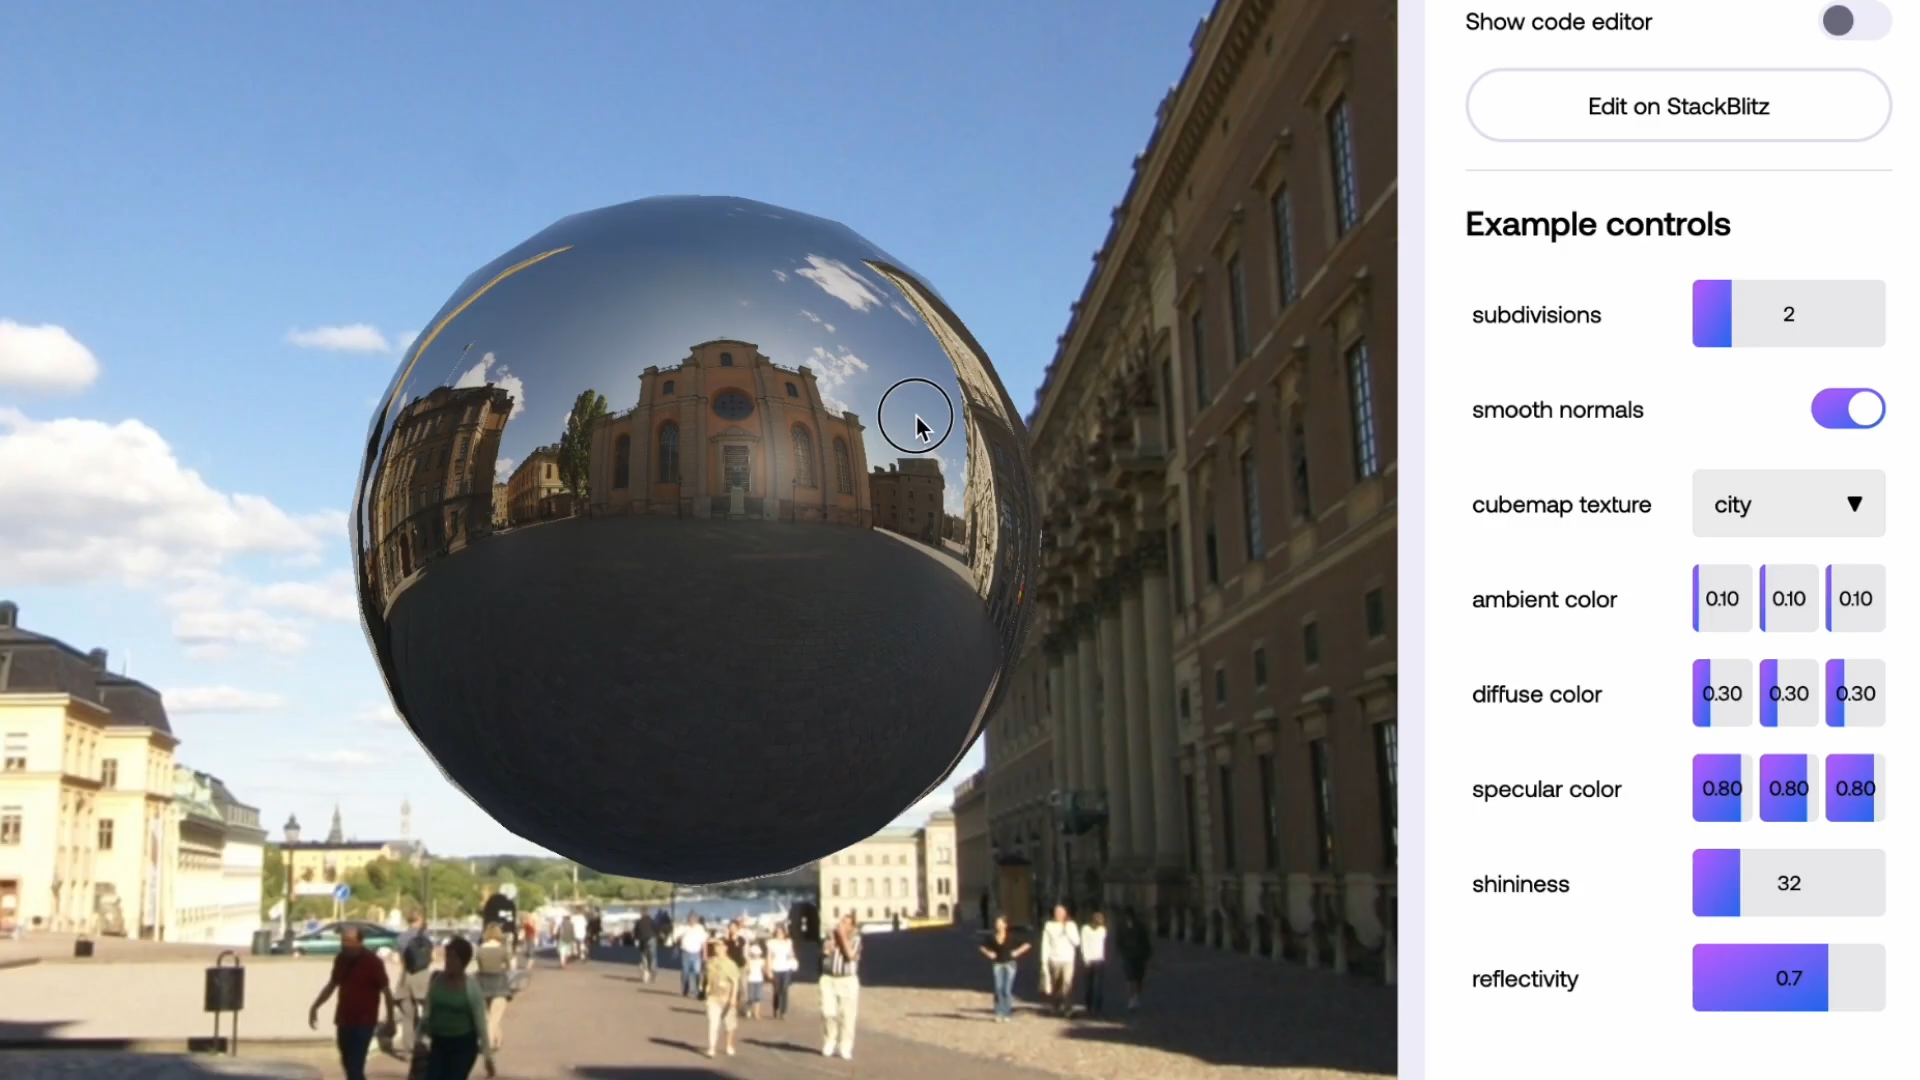 Show code editor
Edit on StackBlitz
Example controls
subdivisions 2
smooth normals
cubemap texture city
ambient color 0.10 0.10 0.10
diffuse color 0.30 0.30 0.30
specular color 0.80 0.80 0.80
shininess 32
reflectivity 0.7